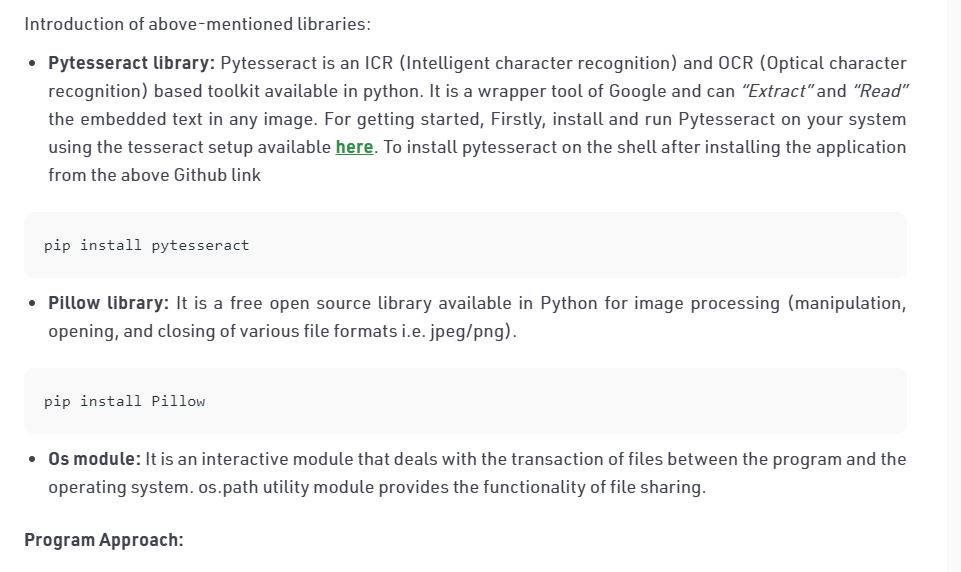 Introduction of above-mentioned libraries:
• Pytesseract library: Pytesseract is an ICR (Intelligent character recognition) and OCR (Optical character
recognition) based toolkit available in python. It is a wrapper tool of Google and can “Extract” and “Read”
the embedded text in any image. For getting started, Firstly, install and run Pytesseract on your system
using the tesseract setup available here. To install pytesseract on the shell after installing the application
from the above Github link
pip install pytesseract
• Pillow library: It is a free open source library available in Python for image processing (manipulation,
opening, and closing of various file formats i.e. jpeg/png).
pip install Pillow
• Os module: It is an interactive module that deals with the transaction of files between the program and the
operating system. os.path utility module provides the functionality of file sharing.
Program Approach: